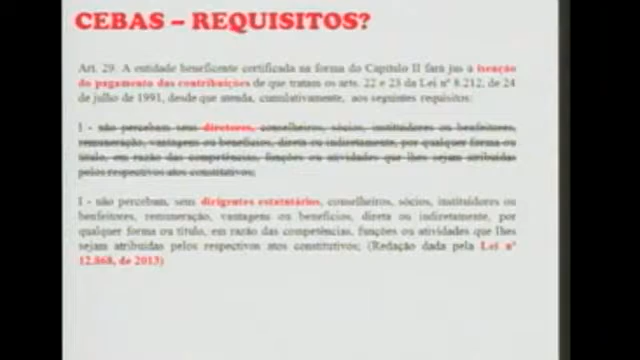 CEBAS – REQUISITOS?
Art. 29. A entidade beneficente certificada na forma do Capítulo II fará jus à isenção
do pagamento das contribuições de que tratam os arts. 22 e 23 da Lei nº 8.212, de 24
de julho de 1991, desde que atenda, cumulativamente, aos seguintes requisitos:
I - não percebam seus diretores, conselheiros, sócios, instituidores ou benfeitores,
remuneração, vantagens ou benefícios, direta ou indiretamente, por qualquer forma ou
título, em razão das competências, funções ou atividades que lhes sejam atribuídas
pelos respectivos atos constitutivos;
I - não percebam, seus dirigentes estatutários, conselheiros, sócios, instituidores ou
benfeitores, remuneração, vantagens ou benefícios, direta ou indiretamente, por
qualquer forma ou título, em razão das competências, funções ou atividades que lhes
sejam atribuídas pelos respectivos atos constitutivos; (Redação dada pela Lei nº
12.868, de 2013)